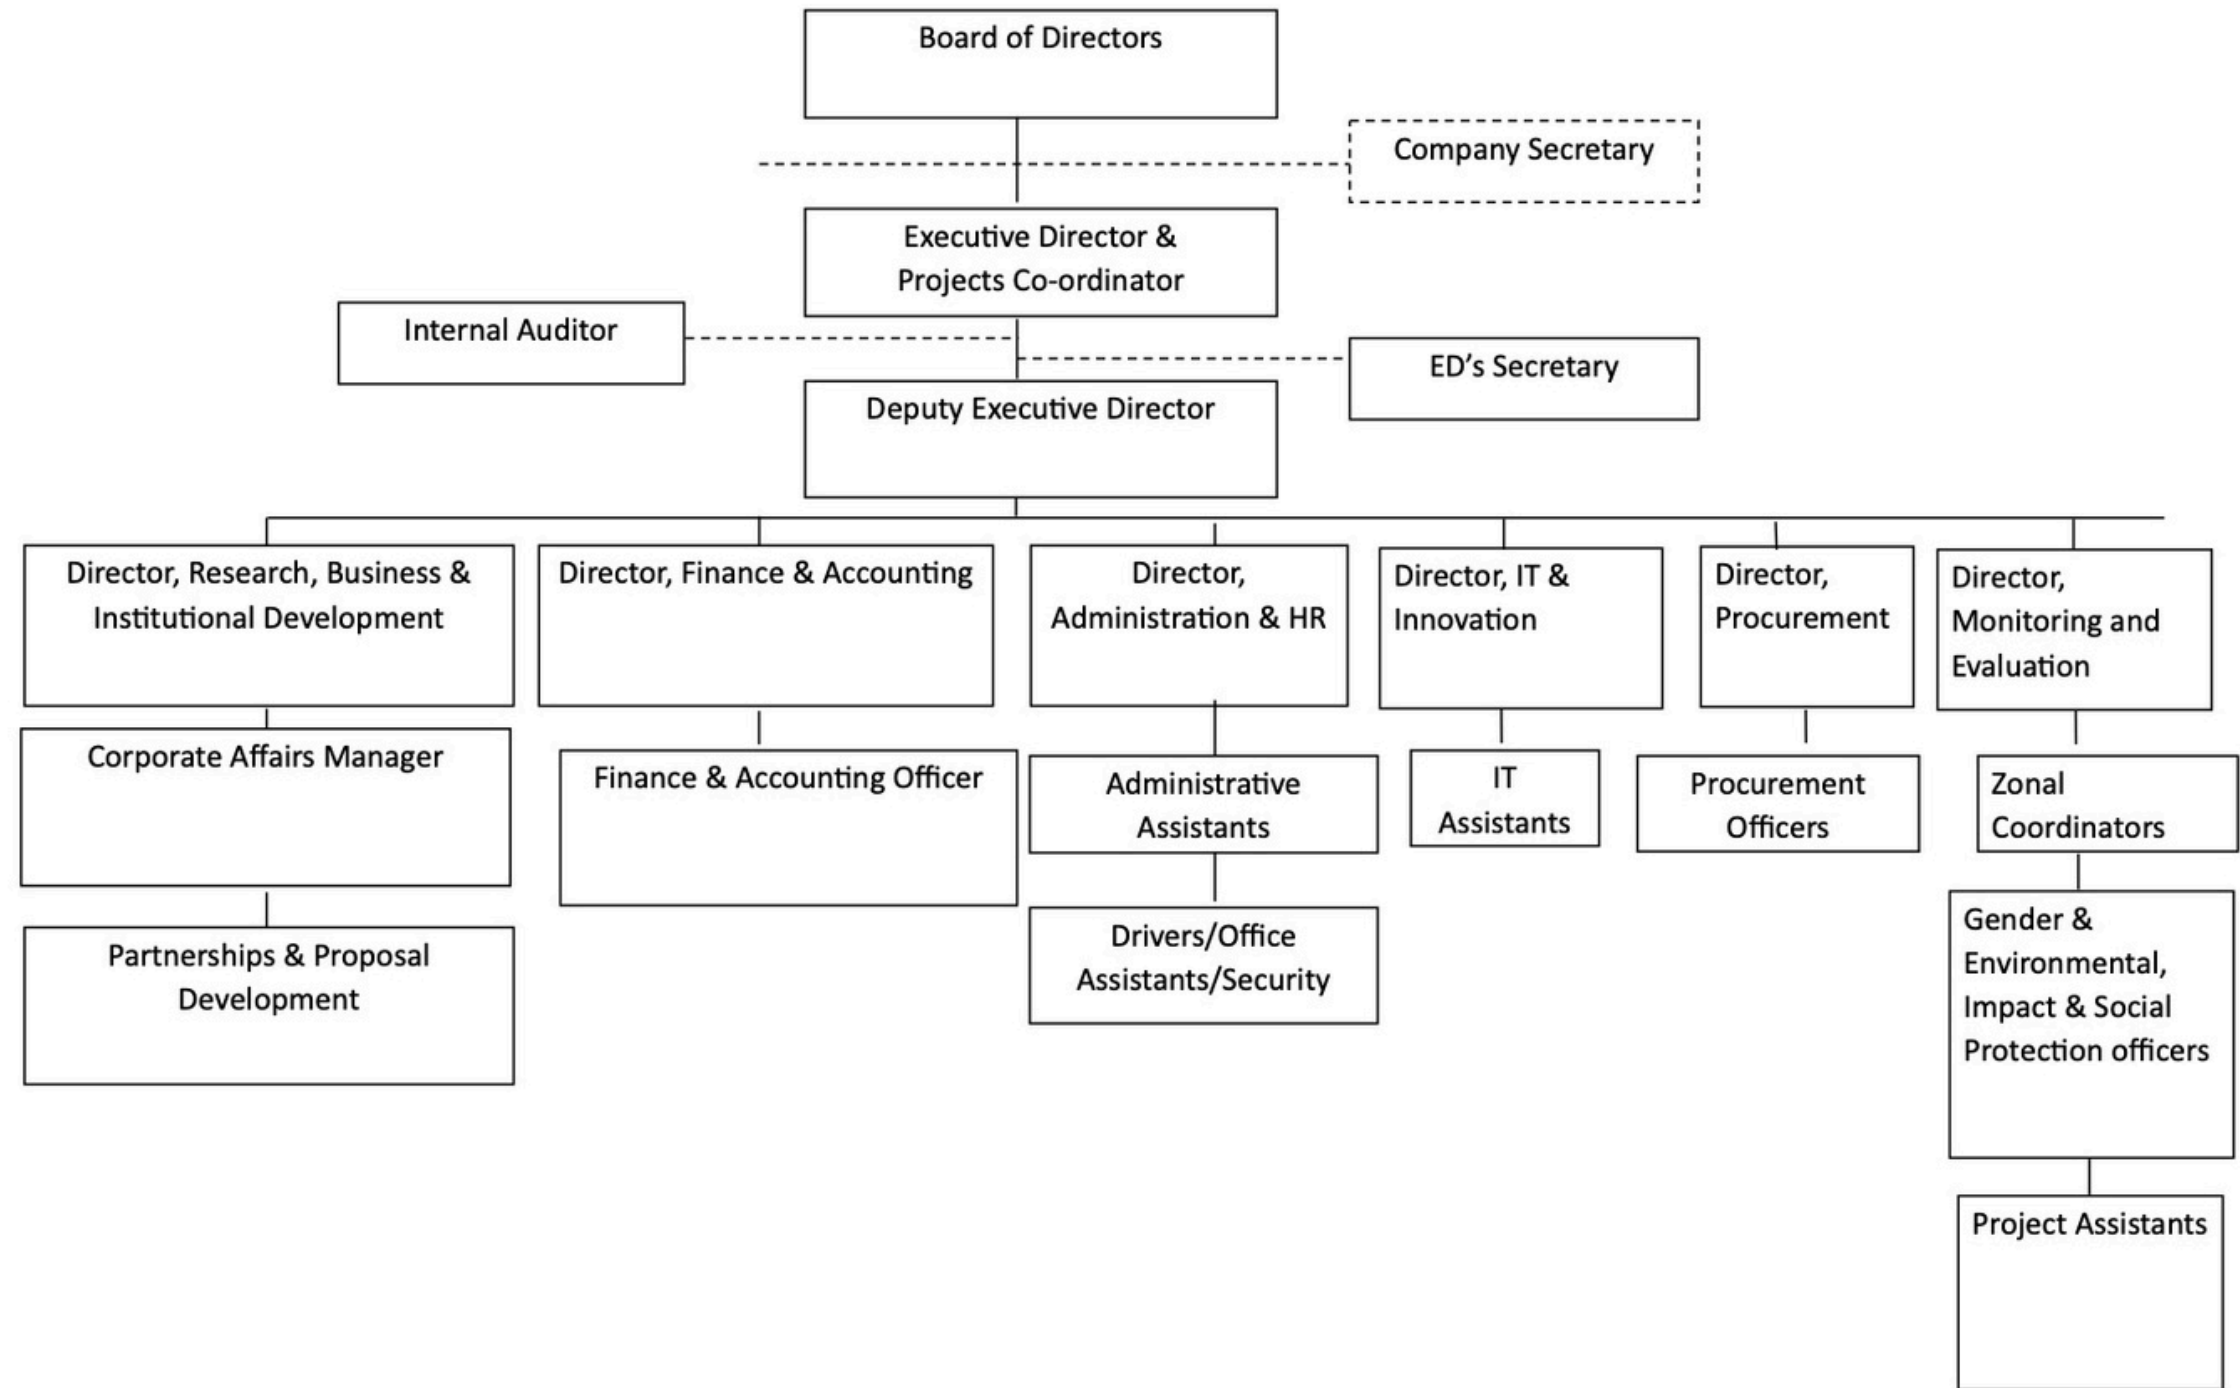 Board of Directors
Company Secretary
Executive Director &
Projects Co-ordinator
Internal Auditor
ED’s Secretary
Deputy Executive Director
Director, Research, Business &
Institutional Development
Director, Finance & Accounting
Director,
Administration & HR
Director, IT &
Innovation
Director,
Procurement
Director,
Monitoring and
Evaluation
Corporate Affairs Manager
Finance & Accounting Officer
Administrative
Assistants
IT
Assistants
Procurement
Officers
Zonal
Coordinators
Partnerships & Proposal
Development
Drivers/Office
Assistants/Security
Gender &
Environmental,
Impact & Social
Protection officers
Project Assistants